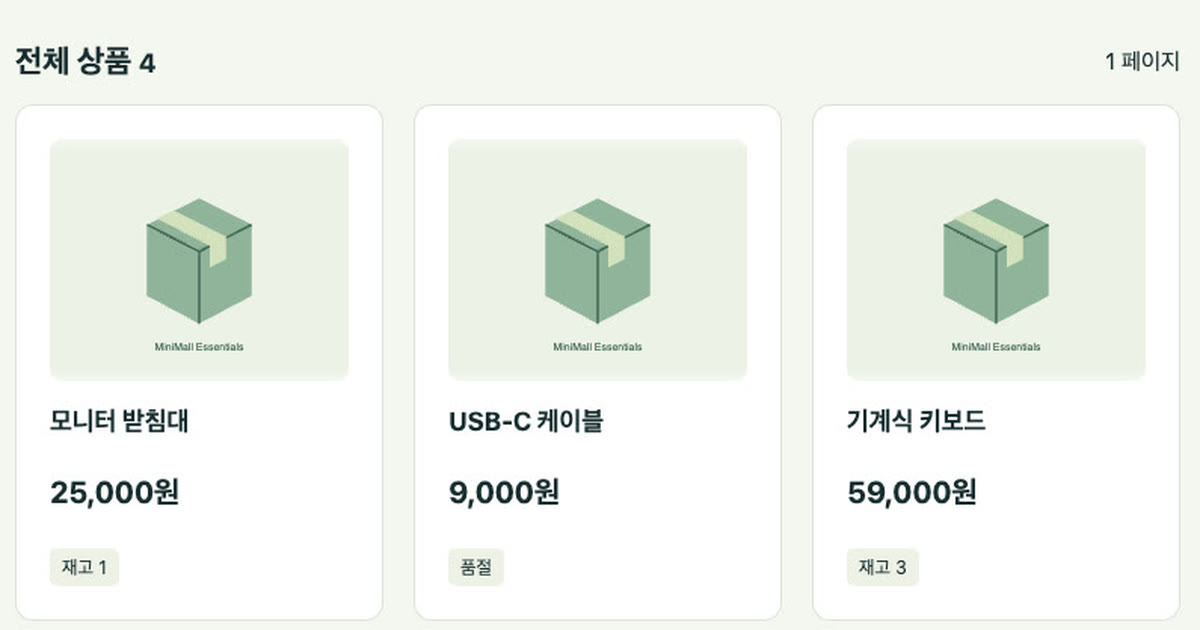 전체 상품 4
1 페이지
MiniMall Essentials
MiniMall Essentials
MiniMall Essentials
모니터 받침대
USB-C 케이블
기계식 키보드
25,000원
9,000원
59,000원
재고 1
품절
재고 3